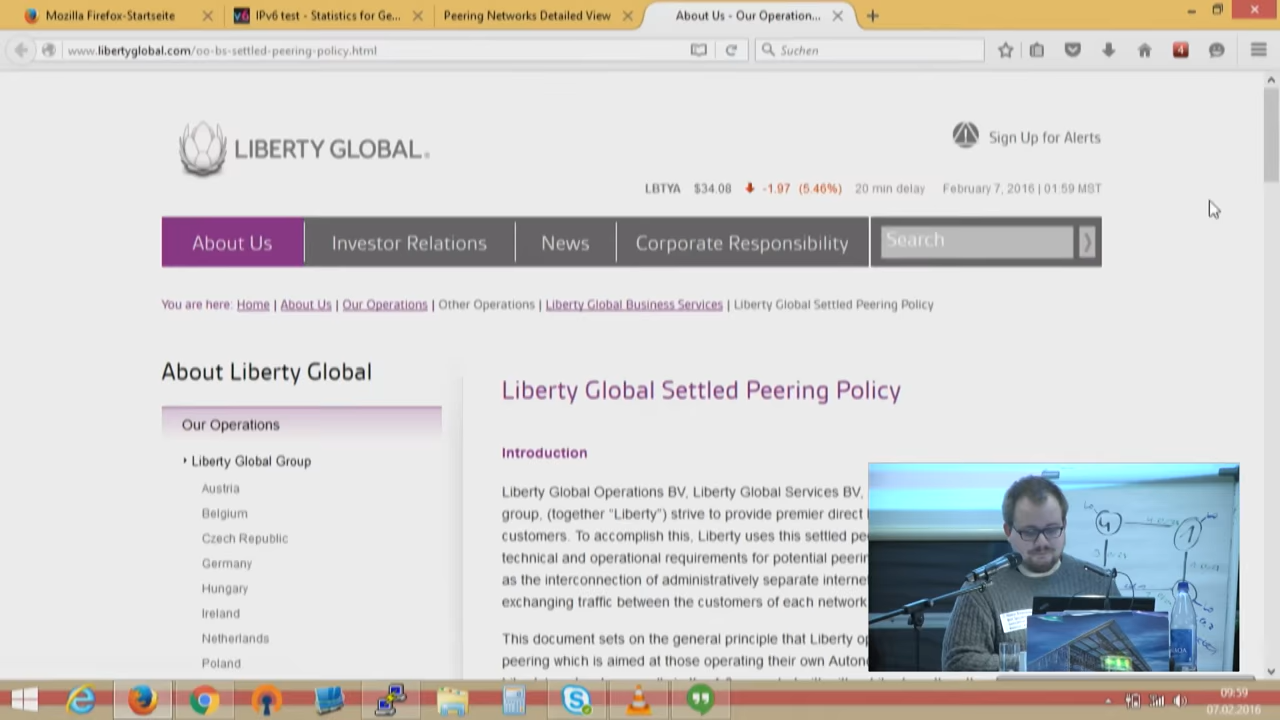 Mozilla Firefox-Startseite
IPv6 test - Statistics for Ge...
Peering Networks Detailed View
About Us - Our Operation...
www.libertyglobal.com/oo-bs-settled-peering-policy.html
Suchen
4
LIBERTY GLOBAL.
Sign Up for Alerts
LBTYA $34.08 -1.97 (5.46%) 20 min delay February 7, 2016 | 01:59 MST
About Us Investor Relations News Corporate Responsibility Search
You are here: Home | About Us | Our Operations | Other Operations | Liberty Global Business Services | Liberty Global Settled Peering Policy
About Liberty Global
Our Operations
Liberty Global Group
Austria
Belgium
Czech Republic
Germany
Hungary
Ireland
Netherlands
Poland
Liberty Global Settled Peering Policy
Introduction
Liberty Global Operations BV, Liberty Global Services BV,
group, (together “Liberty”) strive to provide premier direct
customers. To accomplish this, Liberty uses this settled pe
technical and operational requirements for potential peerin
as the interconnection of administratively separate interne
exchanging traffic between the customers of each network
This document sets on the general principle that Liberty op
peering which is aimed at those operating their own Auton
09:59
07.02.2016